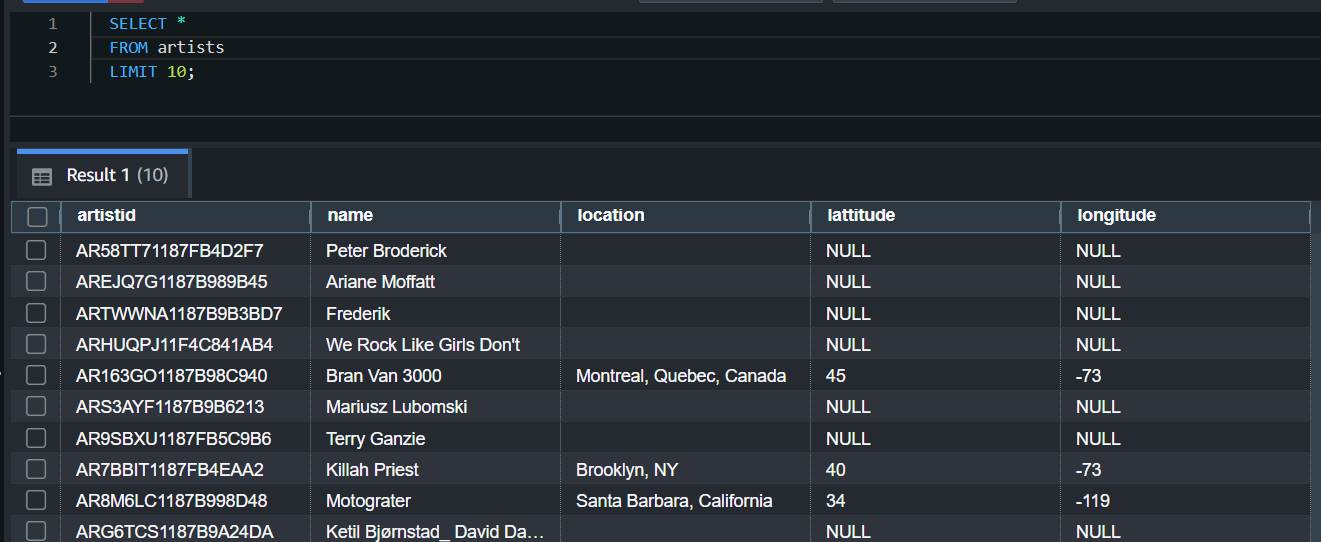 1 SELECT *
2 FROM artists
3 LIMIT 10;
Result 1 (10)
artistid name location lattitude longitude
AR58TT71187FB4D2F7 Peter Broderick NULL NULL
AREJQ7G1187B989B45 Ariane Moffatt NULL NULL
ARTWWNA1187B9B3BD7 Frederik NULL NULL
ARHUQPJ11F4C841AB4 We Rock Like Girls Don't NULL NULL
AR163GO1187B98C940 Bran Van 3000 Montreal, Quebec, Canada 45 -73
ARS3AYF1187B9B6213 Mariusz Lubomski NULL NULL
AR9SBXU1187FB5C9B6 Terry Ganzie NULL NULL
AR7BBIT1187FB4EAA2 Killah Priest Brooklyn, NY 40 -73
AR8M6LC1187B998D48 Motograter Santa Barbara, California 34 -119
ARG6TCS1187B9A24DA Ketil Bjørnstad_ David Da… NULL NULL